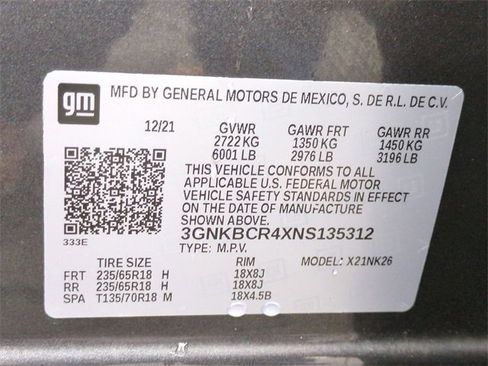 gm MFD BY GENERAL MOTORS DE MEXICO, S. DE R.L. DE C.V.
12/21 GVWR GAWR FRT GAWR RR
2722 KG 1350 KG 1450 KG
6001 LB 2976 LB 3196 LB
THIS VEHICLE CONFORMS TO ALL
APPLICABLE U.S. FEDERAL MOTOR
VEHICLE SAFETY STANDARDS IN EFFECT
ON THE DATE OF MANUFACTURE
SHOWN ABOVE.
333E 3GNKBCR4XNS135312
TYPE: M.P.V.
TIRE SIZE RIM MODEL: X21NK26
FRT 235/65R18 H 18X8J
RR 235/65R18 H 18X8J
SPA T135/70R18 M 18X4.5B